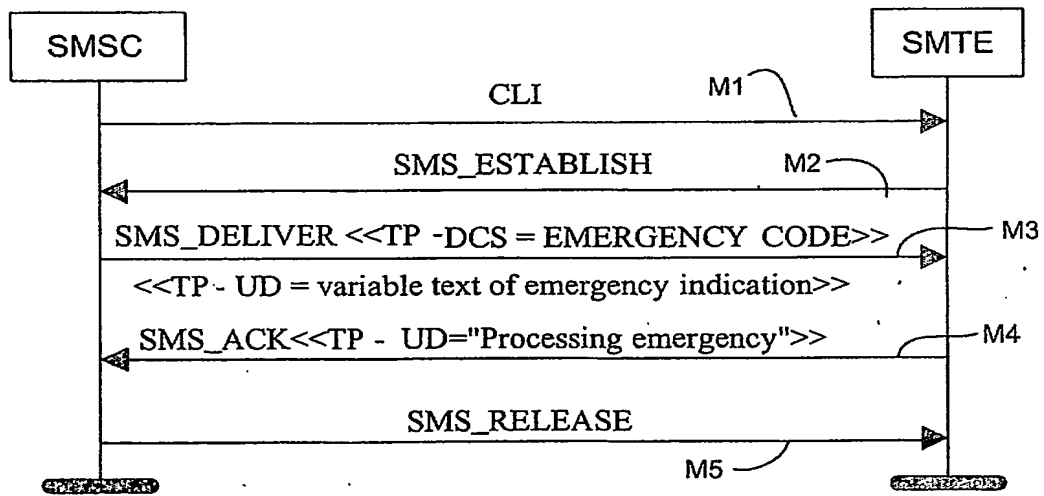 SMSC
SMTE
CLI
M1
SMS_ESTABLISH
M2
SMS_DELIVER <<TP -DCS = EMERGENCY CODE>>
M3
<<TP - UD = variable text of emergency indication>>
SMS_ACK<<TP - UD="Processing emergency">>
M4
SMS_RELEASE
M5